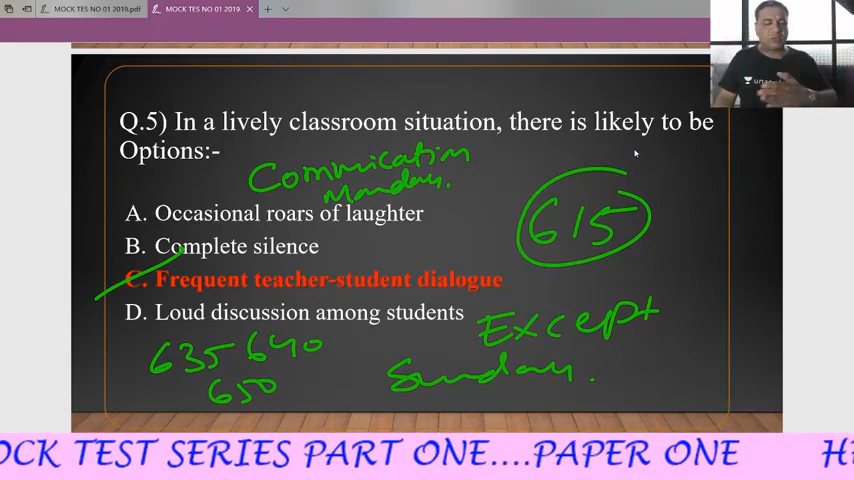 MOCK TES NO 01 2019.pdf
MOCK TES NO 01 2019.
Q.5) In a lively classroom situation, there is likely to be
Options:-
Commication
Monday.
A. Occasional roars of laughter
B. Complete silence
C. Frequent teacher-student dialogue
D. Loud discussion among students
615
Except
Sunday.
635 640
650
OCK TEST SERIES PART ONE....PAPER ONE
HE